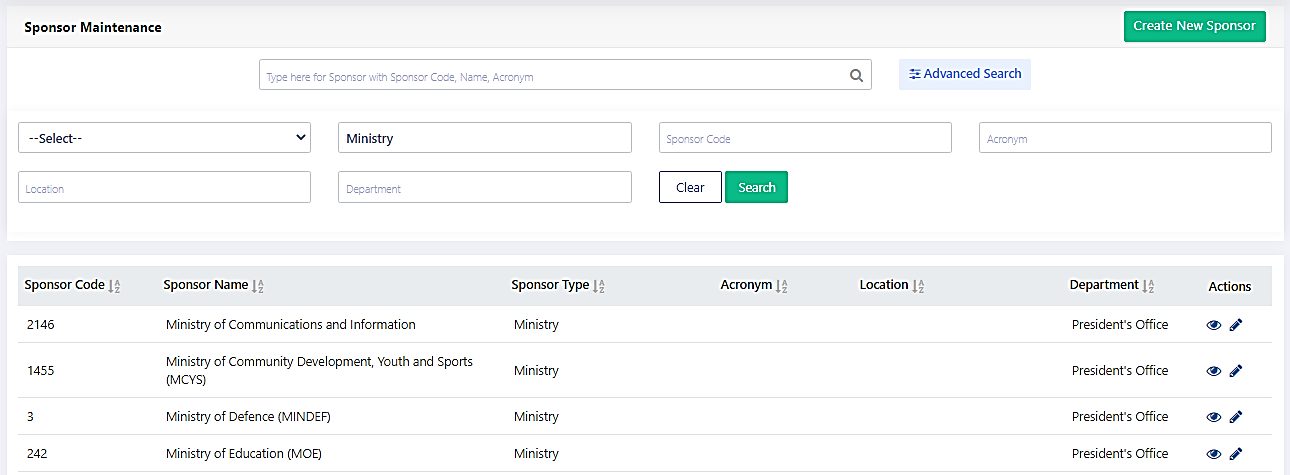 Sponsor Maintenance
Create New Sponsor
Type here for Sponsor with Sponsor Code, Name, Acronym
Advanced Search
--Select--
Ministry
Sponsor Code
Acronym
Location
Department
Clear
Search
Sponsor Code Sponsor Name Sponsor Type Acronym Location Department Actions
2146 Ministry of Communications and Information Ministry President's Office
1455 Ministry of Community Development, Youth and Sports
(MCYS) Ministry President's Office
3 Ministry of Defence (MINDEF) Ministry President's Office
242 Ministry of Education (MOE) Ministry President's Office